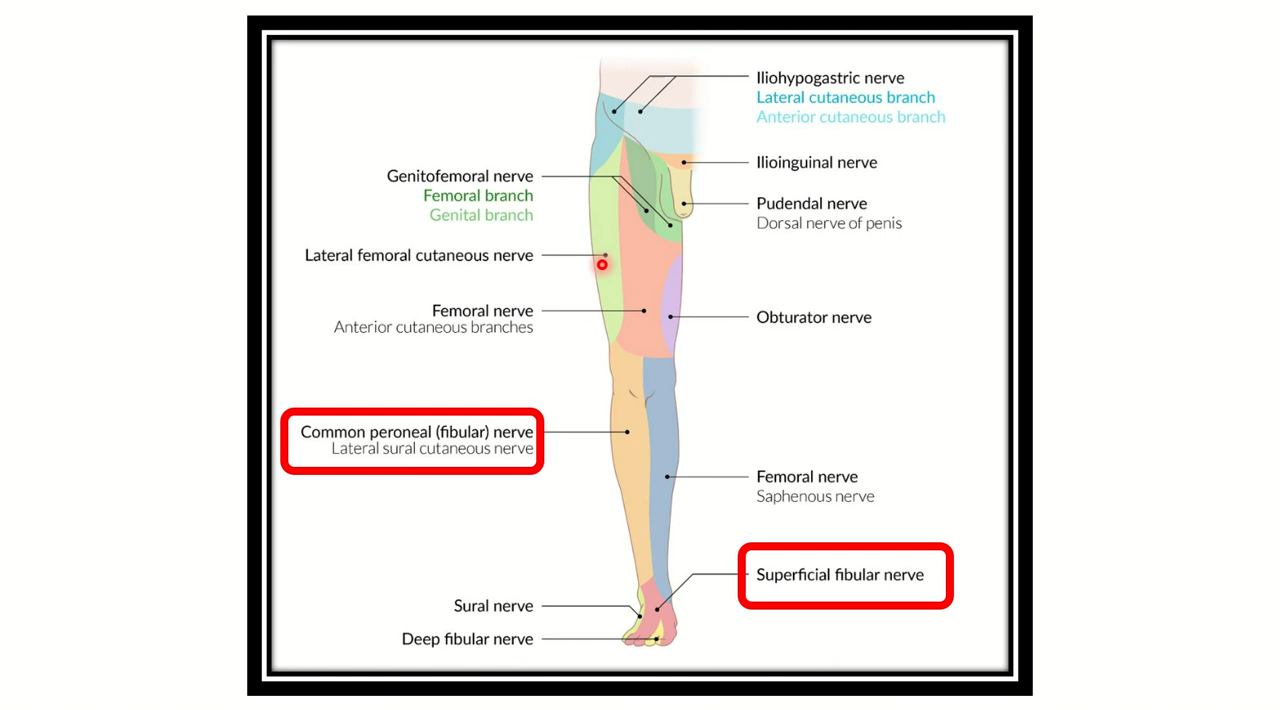 Iliohypogastric nerve
Lateral cutaneous branch
Anterior cutaneous branch
Ilioinguinal nerve
Genitofemoral nerve
Femoral branch
Genital branch
Pudendal nerve
Dorsal nerve of penis
Lateral femoral cutaneous nerve
Femoral nerve
Anterior cutaneous branches
Obturator nerve
Common peroneal (fibular) nerve
Lateral sural cutaneous nerve
Femoral nerve
Saphenous nerve
Superficial fibular nerve
Sural nerve
Deep fibular nerve